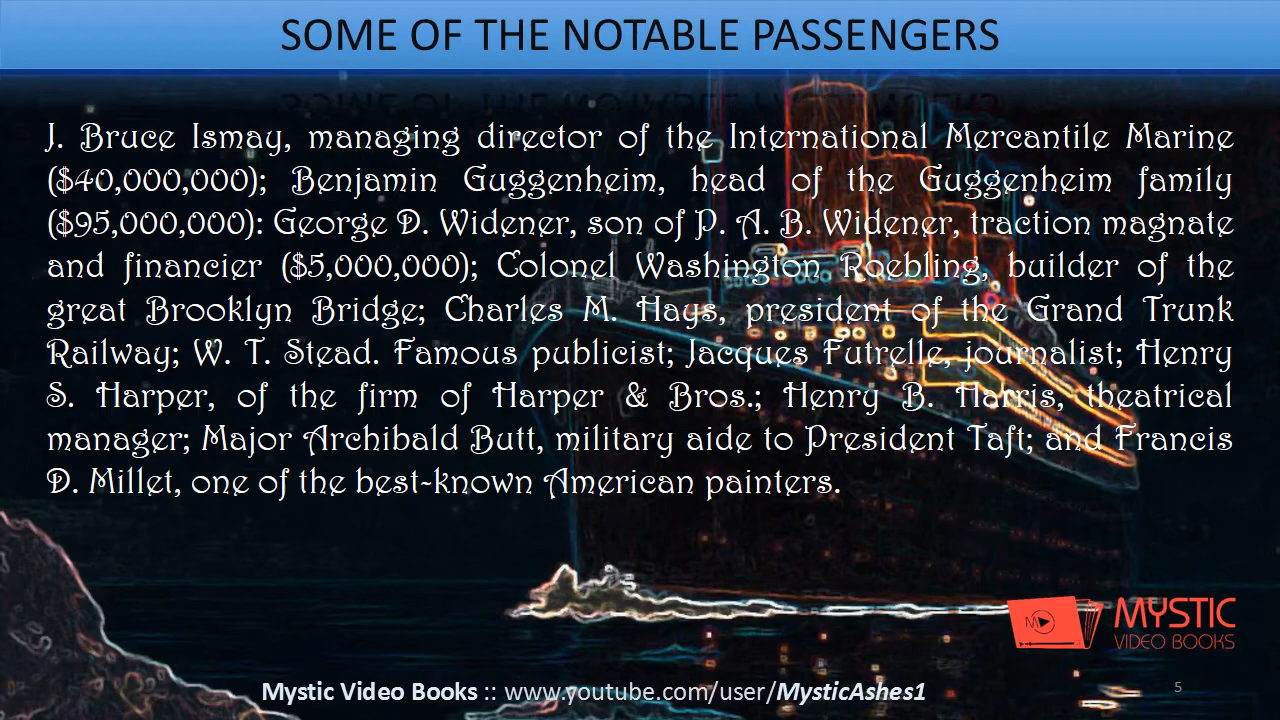 SOME OF THE NOTABLE PASSENGERS
J. Bruce Ismay, managing director of the International Mercantile Marine
($40,000,000); Benjamin Guggenheim, head of the Guggenheim family
($95,000,000): George D. Widener, son of P. A. B. Widener, traction magnate
and financier ($5,000,000); Colonel Washington Roebling, builder of the
great Brooklyn Bridge; Charles M. Hays, president of the Grand Trunk
Railway; W. T. Stead. Famous publicist; Jacques Futrelle, journalist; Henry
S. Harper, of the firm of Harper & Bros.; Henry B. Harris, theatrical
manager; Major Archibald Butt, military aide to President Taft; and Francis
D. Millet, one of the best-known American painters.
MYSTIC
VIDEO BOOKS
Mystic Video Books :: www.youtube.com/user/MysticAshes1
5